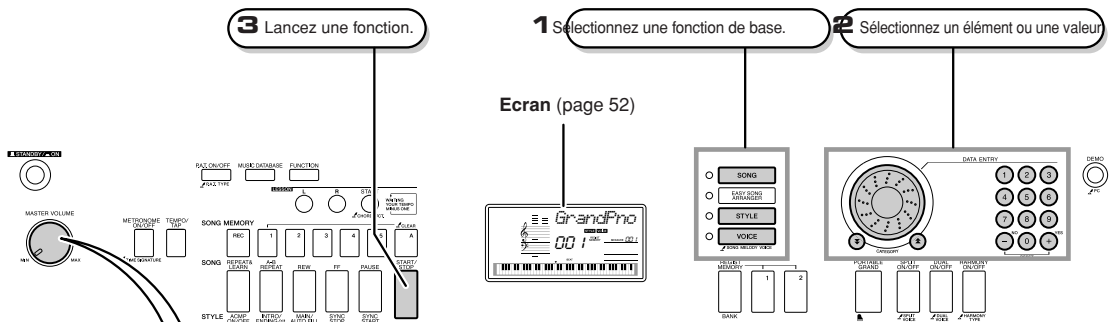 3 Lancez une fonction.
1 Sélectionnez une fonction de base.
2 Sélectionnez un élément ou une valeur
Ecran (page 52)
STANDBY/ ON
MASTER VOLUME
MIN MAX
METRONOME ON/OFF
TIME SIGNATURE
TEMPO/ TAP
P.A.T. ON/OFF
P.A.T. TYPE
MUSIC DATABASE
FUNCTION
LESSON
L R STA
WAITING
YOUR TEMPO
MINUS ONE
SONG MEMORY
CLEAR
REC 1 2 3 4 5 A
SONG
REPEAT& LEARN
A-B REPEAT
REW
FF
PAUSE
START/ STOP
STYLE
ACMP ON/OFF
INTRO/
MAIN/ AUTO FILL
SYNC STOP
SYNC START
GrandPno
001
MEASURE 001
SONG
EASY SONG ARRANGER
STYLE
VOICE
SONG MELODY VOICE
REGIST MEMORY
BANK
1 2
DATA ENTRY
CATEGORY
1 2 3
4 5 6
7 8 9
NO YES
- 0 +
PORTABLE GRAND
SPLIT ON/OFF
SPLIT VOICE
DUAL ON/OFF
DUAL VOICE
HARMONY ON/OFF
HARMONY TYPE
DEMO
PC